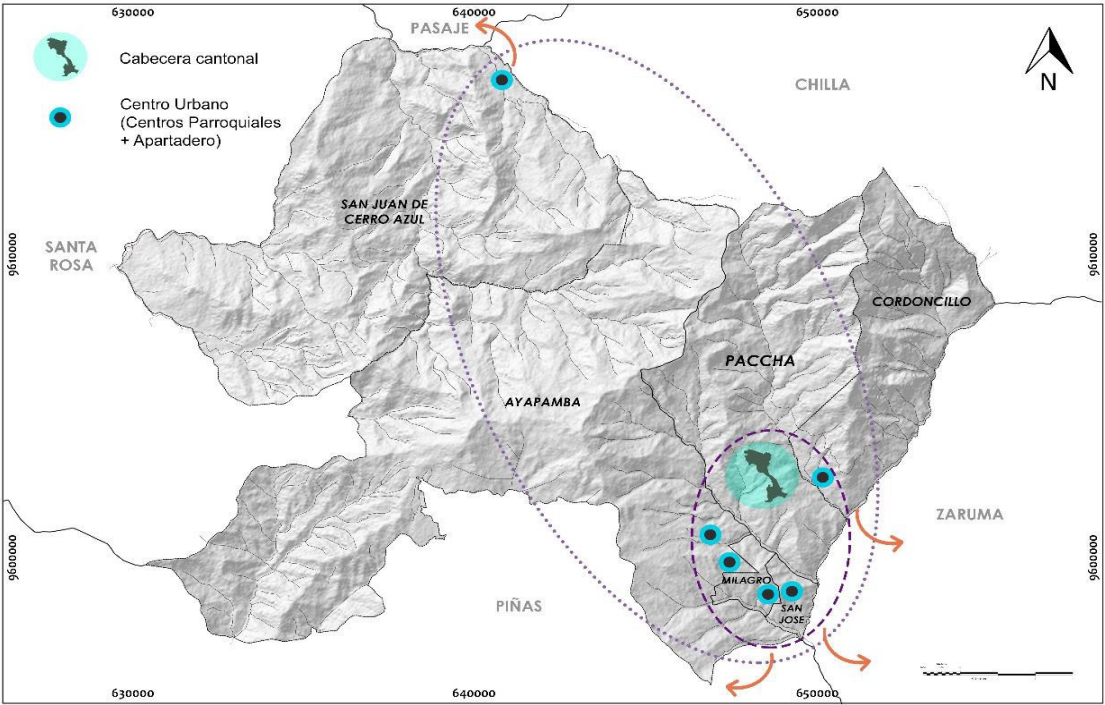 630000
640000
650000
PASAJE
Cabecera cantonal
Centro Urbano
(Centros Parroquiales
+ Apartadero)
CHILLA
N
SAN JUAN DE
CERRO AZUL
SANTA
ROSA
9610000
9610000
CORDONCILLO
PACCHA
AYAPAMBA
ZARUMA
9600000
9600000
MILAGRO
PIÑAS
SAN
JOSE
630000
640000
650000